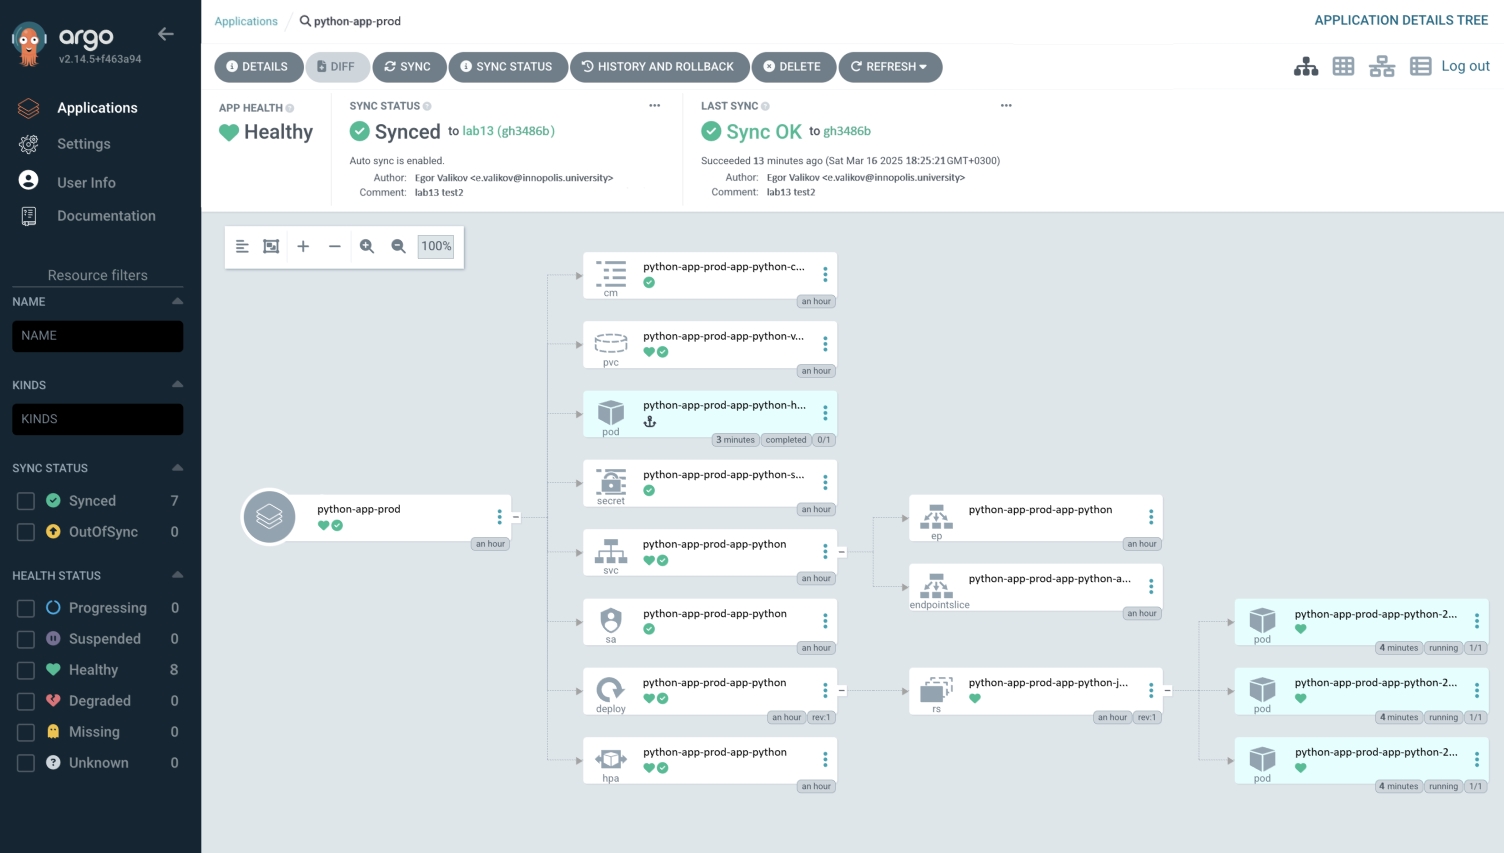 argo
v2.14.5+f463a94
Applications
Settings
User Info
Documentation
Resource filters
NAME
NAME
KINDS
KINDS
SYNC STATUS
Synced 7
OutOfSync 0
HEALTH STATUS
Progressing 0
Suspended 0
Healthy 8
Degraded 0
Missing 0
Unknown 0
Applications / python-app-prod
APPLICATION DETAILS TREE
DETAILS DIFF SYNC SYNC STATUS HISTORY AND ROLLBACK DELETE REFRESH
Log out
APP HEALTH
Healthy
SYNC STATUS
Synced to lab13 (gh3486b)
Auto sync is enabled.
Author: Egor Valikov <e.valikov@innopolis.university>
Comment: lab13 test2
LAST SYNC
Sync OK to gh3486b
Succeeded 13 minutes ago (Sat Mar 16 2025 18:25:21GMT+0300)
Author: Egor Valikov <e.valikov@innopolis.university>
Comment: lab13 test2
100%
python-app-prod
an hour
python-app-prod-app-python-c...
cm
an hour
python-app-prod-app-python-v...
pvc
an hour
python-app-prod-app-python-h...
pod
3 minutes completed 0/1
python-app-prod-app-python-s...
secret
an hour
python-app-prod-app-python
svc
an hour
python-app-prod-app-python
sa
an hour
python-app-prod-app-python
deploy
an hour rev:1
python-app-prod-app-python
hpa
an hour
python-app-prod-app-python
ep
an hour
python-app-prod-app-python-a...
endpointslice
an hour
python-app-prod-app-python-j...
rs
an hour rev:1
python-app-prod-app-python-2...
pod
4 minutes running 1/1
python-app-prod-app-python-2...
pod
4 minutes running 1/1
python-app-prod-app-python-2...
pod
4 minutes running 1/1